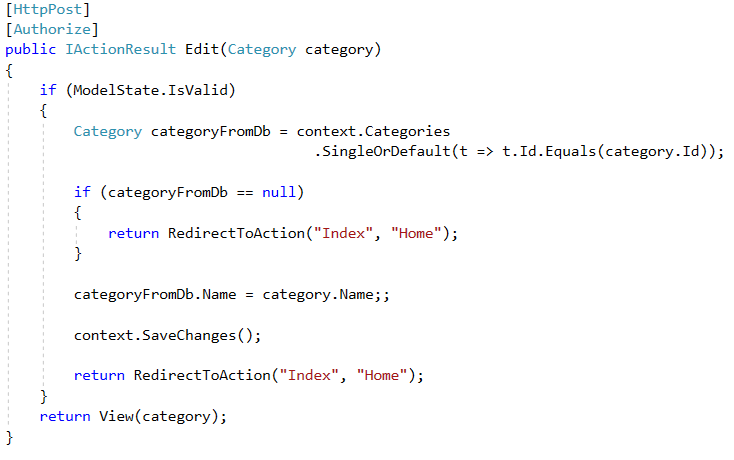 [HttpPost]
[Authorize]
public IActionResult Edit(Category category)
{
    if (ModelState.IsValid)
    {
        Category categoryFromDb = context.Categories
                                    .SingleOrDefault(t => t.Id.Equals(category.Id));

        if (categoryFromDb == null)
        {
            return RedirectToAction("Index", "Home");
        }

        categoryFromDb.Name = category.Name;;

        context.SaveChanges();

        return RedirectToAction("Index", "Home");
    }
    return View(category);
}